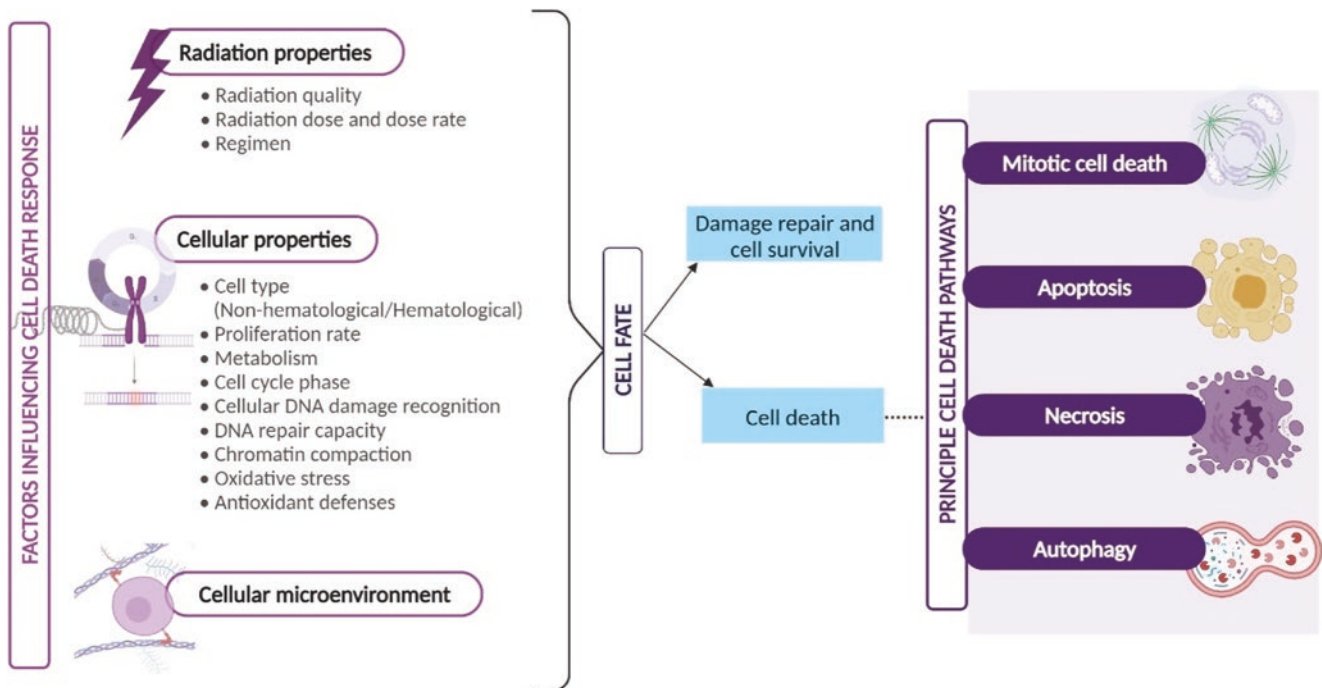 FACTORS INFLUENCING CELL DEATH RESPONSE
Radiation properties
• Radiation quality
• Radiation dose and dose rate
• Regimen
Cellular properties
• Cell type
(Non-hematological/Hematological)
• Proliferation rate
• Metabolism
• Cell cycle phase
• Cellular DNA damage recognition
• DNA repair capacity
• Chromatin compaction
• Oxidative stress
• Antioxidant defenses
Cellular microenvironment
CELL FATE
Damage repair and
cell survival
Cell death
PRINCIPLE CELL DEATH PATHWAYS
Mitotic cell death
Apoptosis
Necrosis
Autophagy